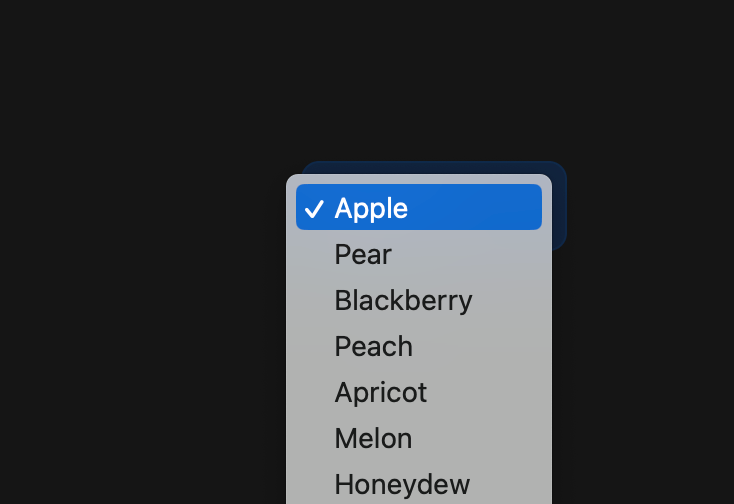 ✓ Apple
Pear
Blackberry
Peach
Apricot
Melon
Honeydew